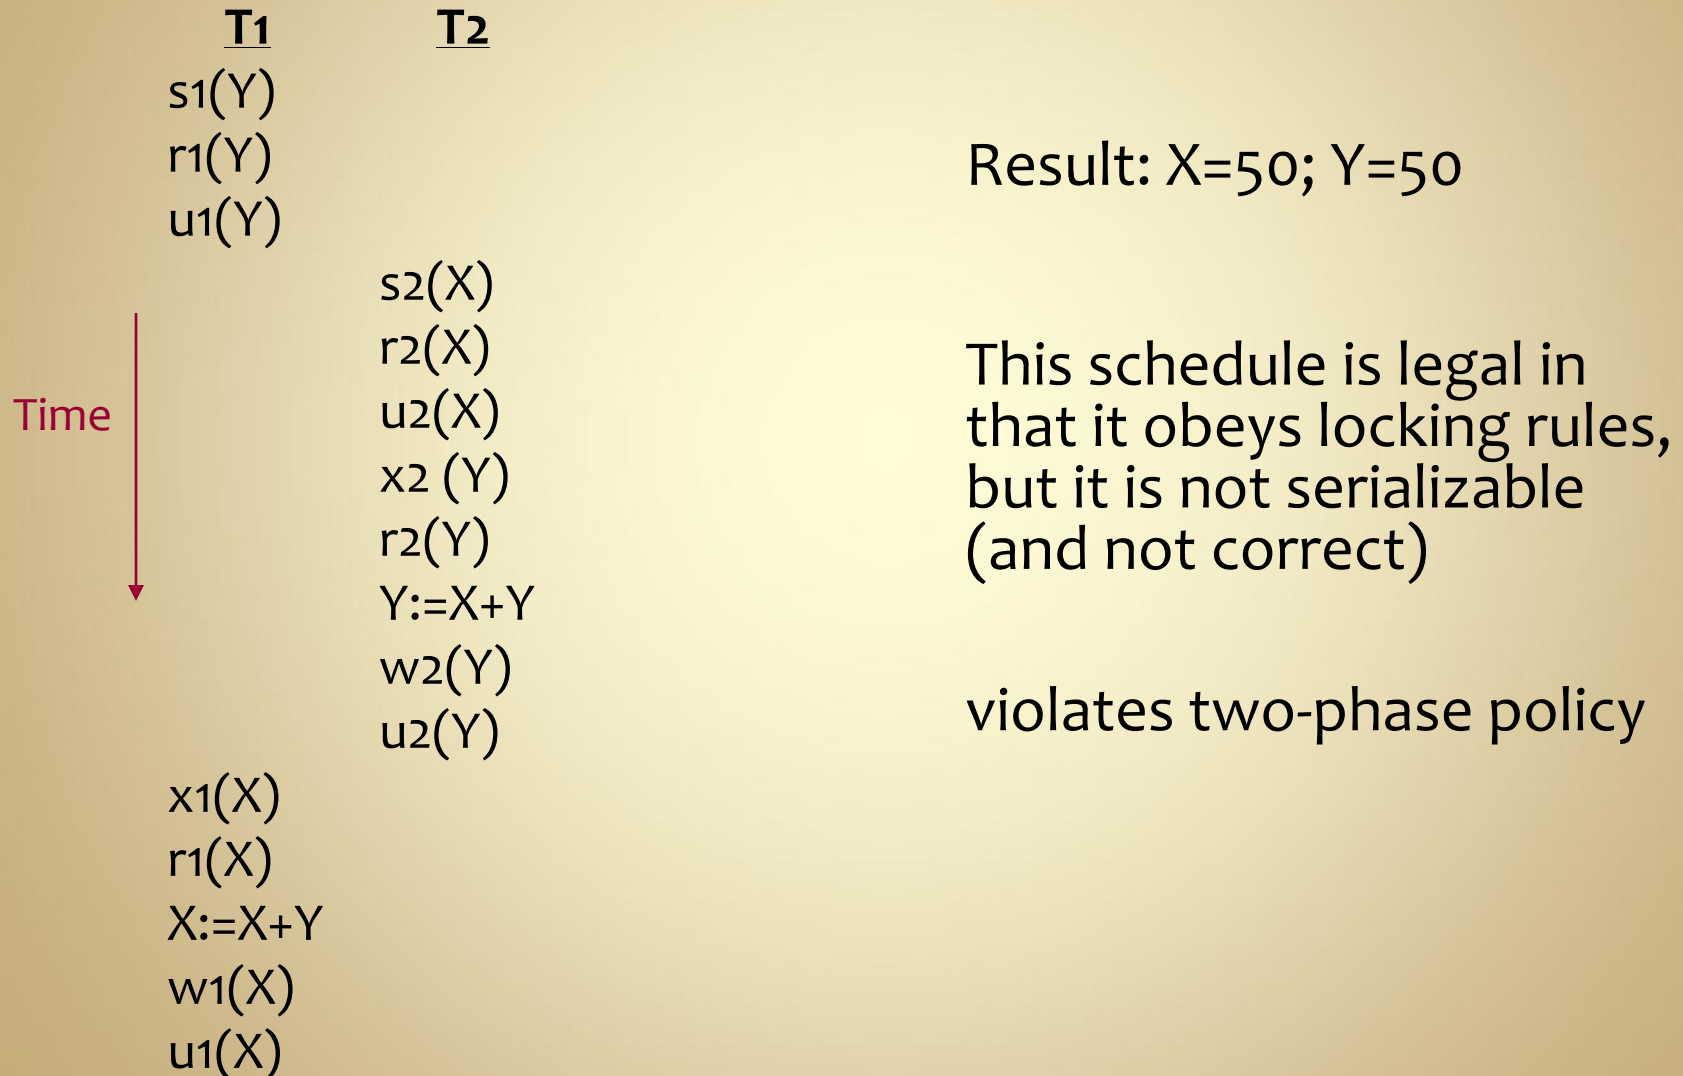 T1 T2
s1(Y)
r1(Y)
u1(Y)
s2(X)
r2(X)
u2(X)
x2 (Y)
r2(Y)
Y:=X+Y
w2(Y)
u2(Y)
x1(X)
r1(X)
X:=X+Y
w1(X)
u1(X)
Time
Result: X=50; Y=50
This schedule is legal in
that it obeys locking rules,
but it is not serializable
(and not correct)
violates two-phase policy